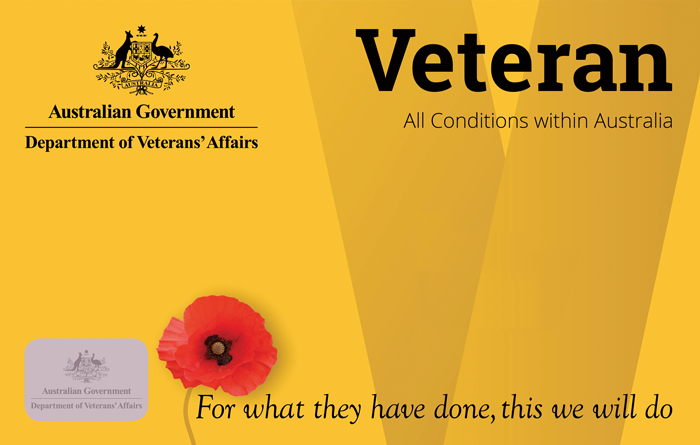 AUSTRALIA
Australian Government
Department of Veterans' Affairs
Veteran
All Conditions within Australia
Australian Government
Department of Veterans' Affairs
For what they have done, this we will do